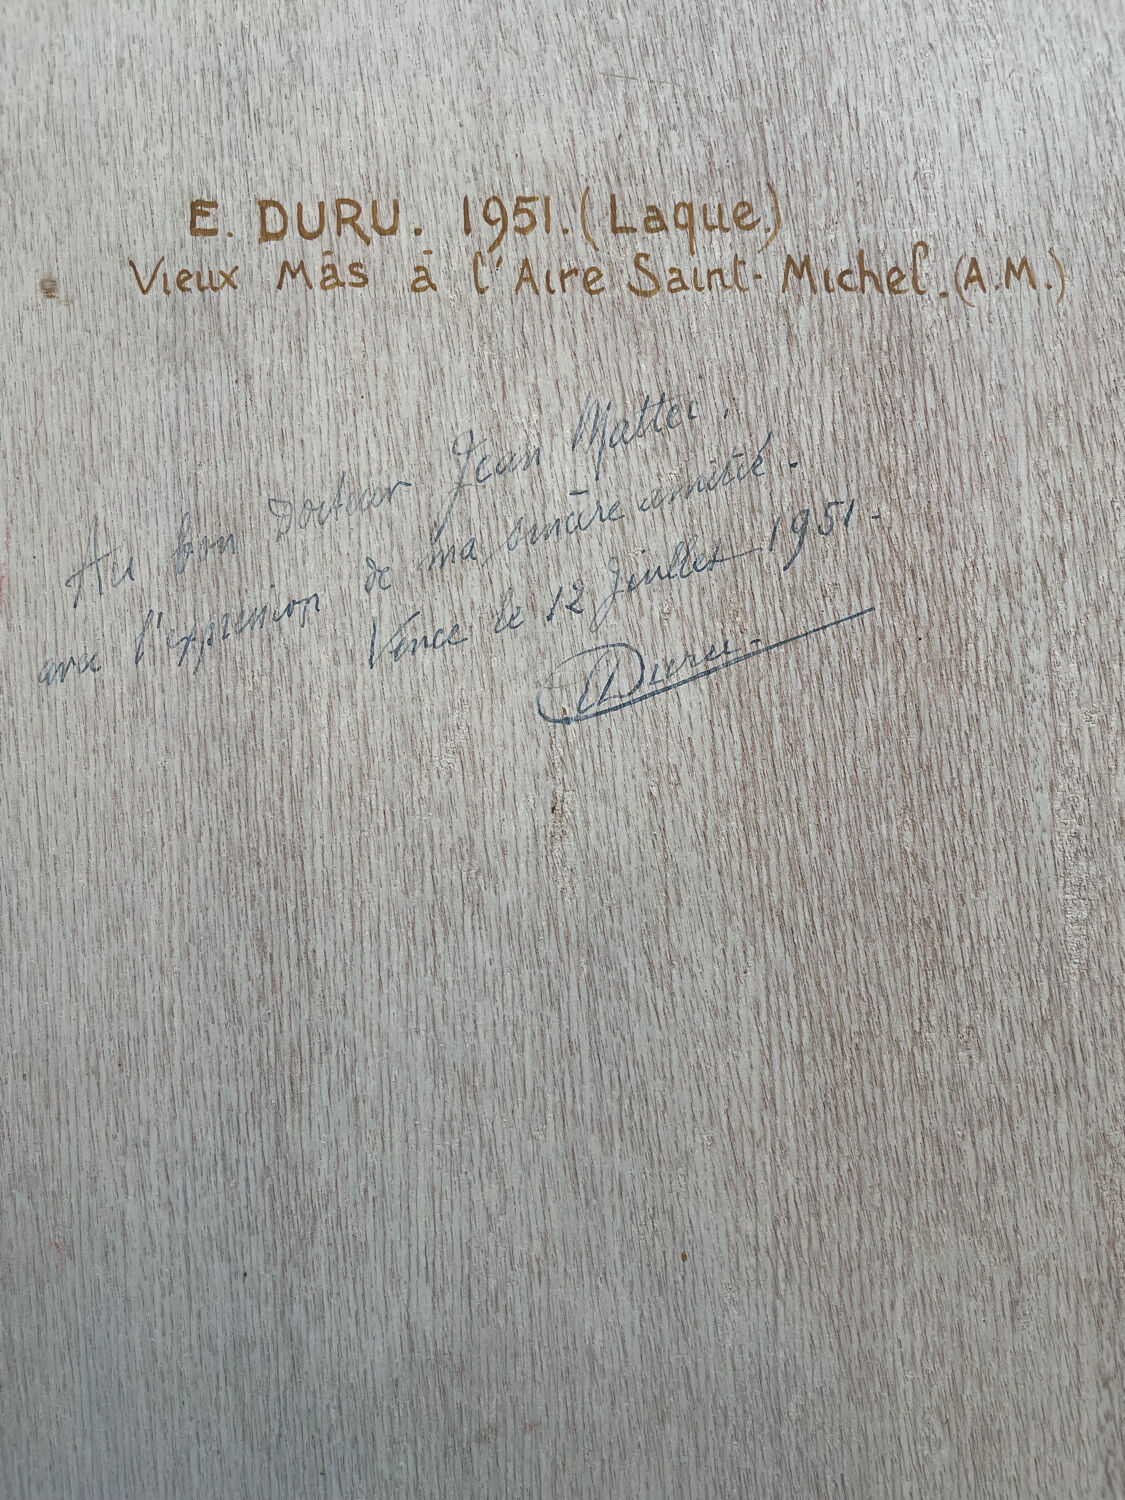 E. DURU. 1951. (Laque.)
Vieux Mas à l'Aire Saint-Michel. (A.M.)
Au bon Docteur Jean Mattei.
avec l'expression de ma sincère amitié.
Vence le 12 Juillet 1951.
Duru